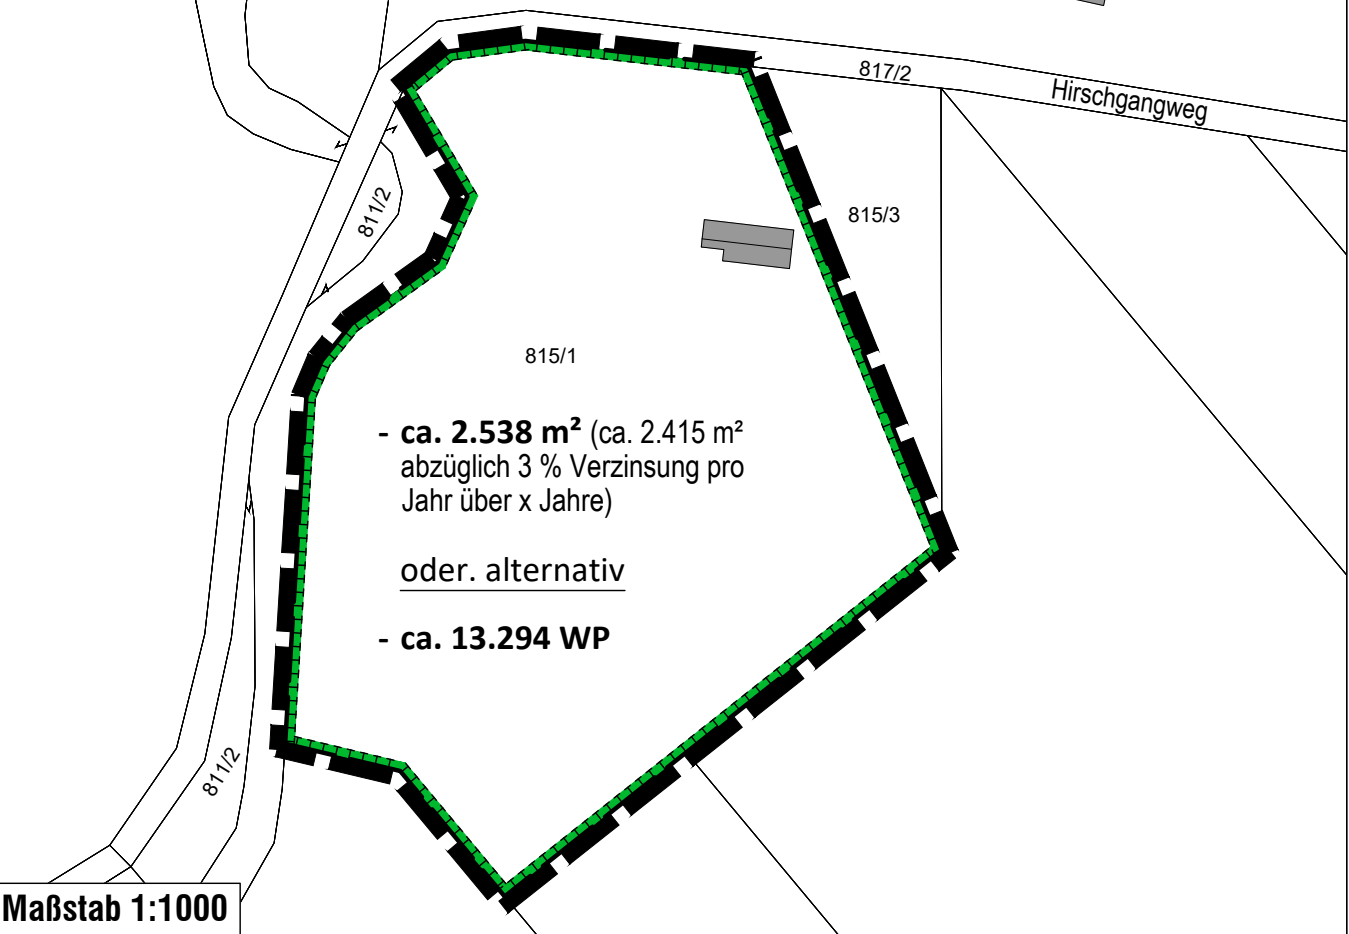 817/2
Hirschgangweg
811/2
815/3
815/1
- ca. 2.538 m² (ca. 2.415 m²
abzüglich 3 % Verzinsung pro
Jahr über x Jahre)
oder. alternativ
- ca. 13.294 WP
811/2
Maßstab 1:1000